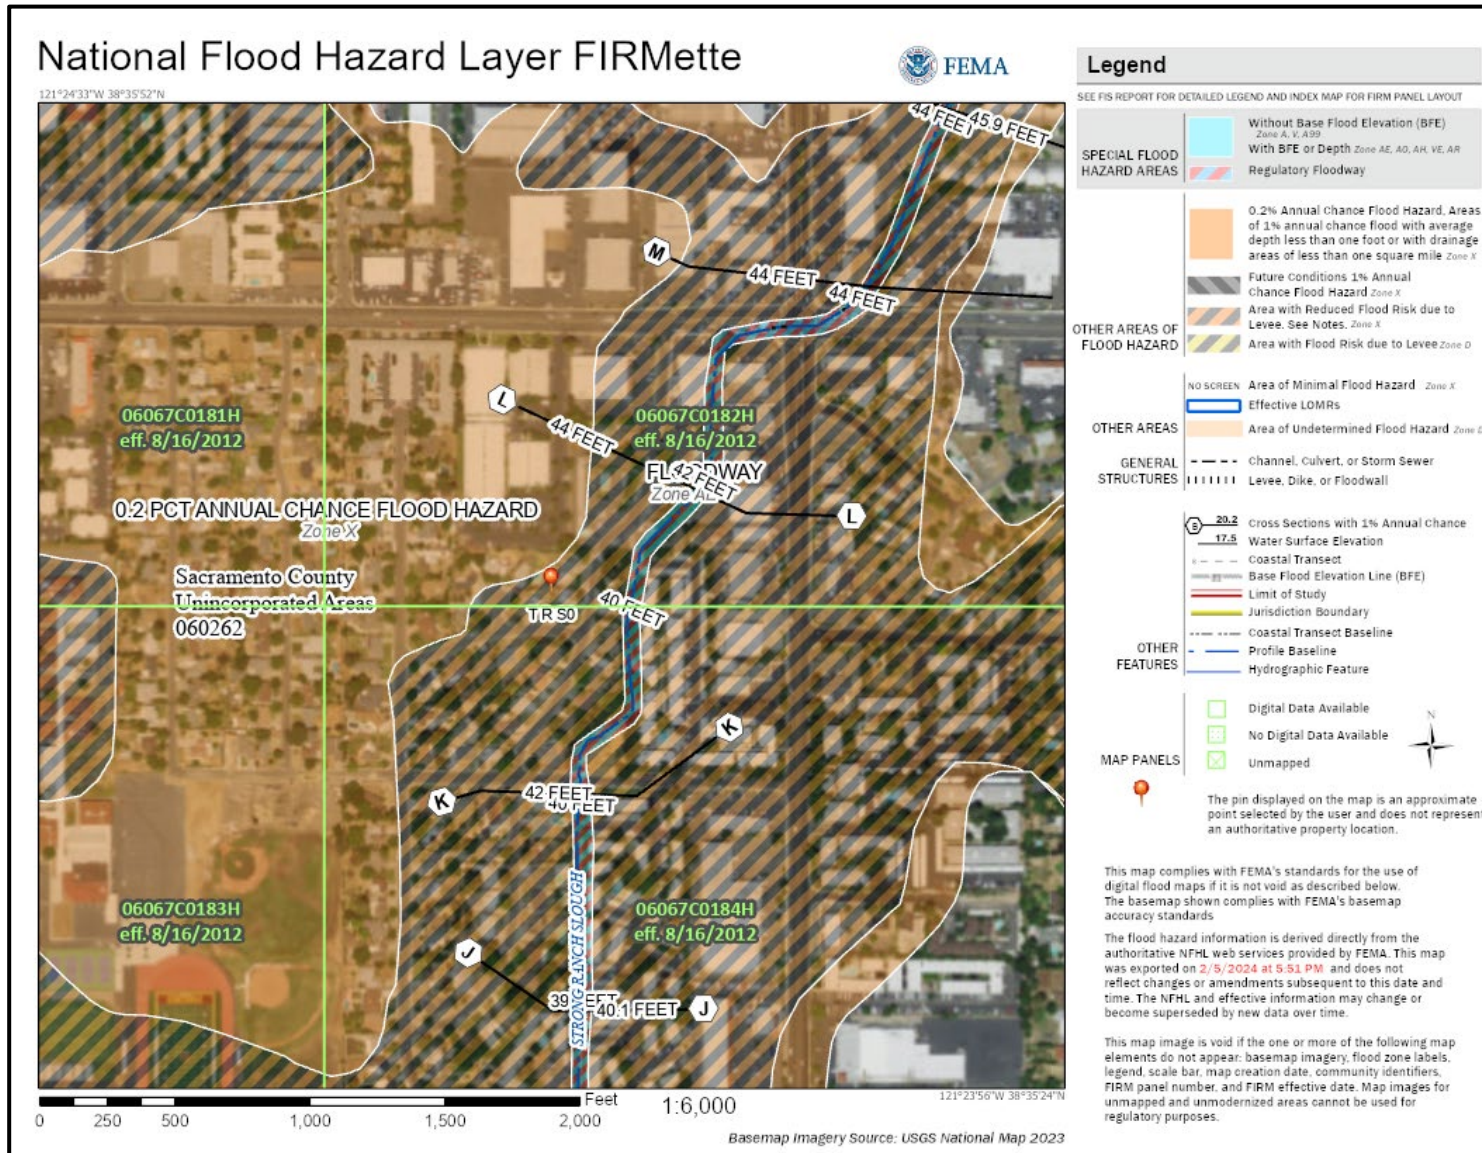 National Flood Hazard Layer FIRMette
FEMA
121°24'33"W 38°35'52"N
44 FEET
45.9 FEET
M
44 FEET
44 FEET
L
44 FEET
06067C0181H
eff. 8/16/2012
06067C0182H
eff. 8/16/2012
FLOODWAY
Zone AE
42 FEET
L
0.2 PCT ANNUAL CHANCE FLOOD HAZARD
Zone X
Sacramento County
Unincorporated Areas
060262
T R S0
40 FEET
K
K
42 FEET
40 FEET
06067C0183H
eff. 8/16/2012
06067C0184H
eff. 8/16/2012
STRONG RANCH SLOUGH
J
39 FEET
40.1 FEET
J
121°23'56"W 38°35'24"N
0 250 500 1,000 1,500 2,000
Feet
1:6,000
Basemap Imagery Source: USGS National Map 2023
Legend
SEE FIS REPORT FOR DETAILED LEGEND AND INDEX MAP FOR FIRM PANEL LAYOUT
SPECIAL FLOOD
HAZARD AREAS
Without Base Flood Elevation (BFE)
Zone A, V, A99
With BFE or Depth Zone AE, AO, AH, VE, AR
Regulatory Floodway
OTHER AREAS OF
FLOOD HAZARD
0.2% Annual Chance Flood Hazard, Areas
of 1% annual chance flood with average
depth less than one foot or with drainage
areas of less than one square mile Zone X
Future Conditions 1% Annual
Chance Flood Hazard Zone X
Area with Reduced Flood Risk due to
Levee. See Notes. Zone X
Area with Flood Risk due to Levee Zone D
OTHER AREAS
NO SCREEN Area of Minimal Flood Hazard Zone X
Effective LOMRs
Area of Undetermined Flood Hazard Zone D
GENERAL
STRUCTURES
Channel, Culvert, or Storm Sewer
Levee, Dike, or Floodwall
OTHER
FEATURES
B 20.2 Cross Sections with 1% Annual Chance
17.5 Water Surface Elevation
Coastal Transect
Base Flood Elevation Line (BFE)
Limit of Study
Jurisdiction Boundary
Coastal Transect Baseline
Profile Baseline
Hydrographic Feature
MAP PANELS
Digital Data Available
No Digital Data Available
Unmapped
N
The pin displayed on the map is an approximate
point selected by the user and does not represent
an authoritative property location.
This map complies with FEMA's standards for the use of
digital flood maps if it is not void as described below.
The basemap shown complies with FEMA's basemap
accuracy standards
The flood hazard information is derived directly from the
authoritative NFHL web services provided by FEMA. This map
was exported on 2/5/2024 at 5:51 PM and does not
reflect changes or amendments subsequent to this date and
time. The NFHL and effective information may change or
become superseded by new data over time.
This map image is void if the one or more of the following map
elements do not appear: basemap imagery, flood zone labels,
legend, scale bar, map creation date, community identifiers,
FIRM panel number, and FIRM effective date. Map images for
unmapped and unmodernized areas cannot be used for
regulatory purposes.